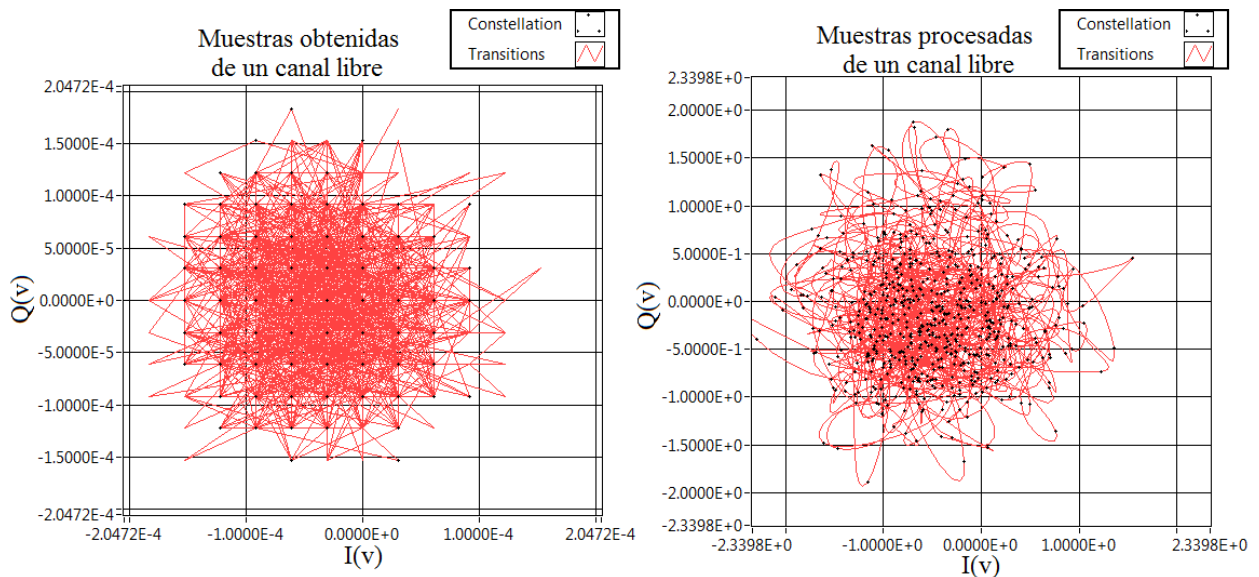 Muestras obtenidas
de un canal libre
Constellation
Transitions
2.0472E-4
1.5000E-4
1.0000E-4
5.0000E-5
0.0000E+0
-5.0000E-5
-1.0000E-4
-1.5000E-4
-2.0472E-4
Q(v)
-2.0472E-4
-1.0000E-4
0.0000E+0
1.0000E-4
2.0472E-4
I(v)
Muestras procesadas
de un canal libre
Constellation
Transitions
2.3398E+0
2.0000E+0
1.5000E+0
1.0000E+0
5.0000E-1
0.0000E+0
-5.0000E-1
-1.0000E+0
-1.5000E+0
-2.0000E+0
-2.3398E+0
Q(v)
-2.3398E+0
-1.0000E+0
0.0000E+0
1.0000E+0
2.3398E+0
I(v)